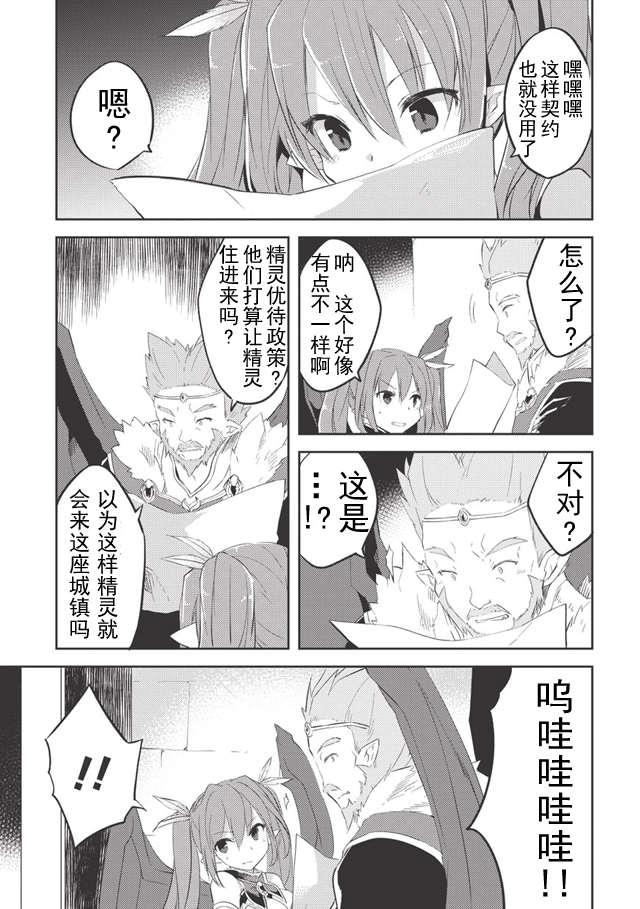 嘿嘿嘿
这样契约
也就没用了
嗯？
怎么了？
呐 这个好像
有点不一样啊
不对？
这是
…!?
精灵优待政策？
他们打算让精灵
住进来吗？
以为这样精灵就
会来这座城镇吗
呜哇哇哇哇!!
!!